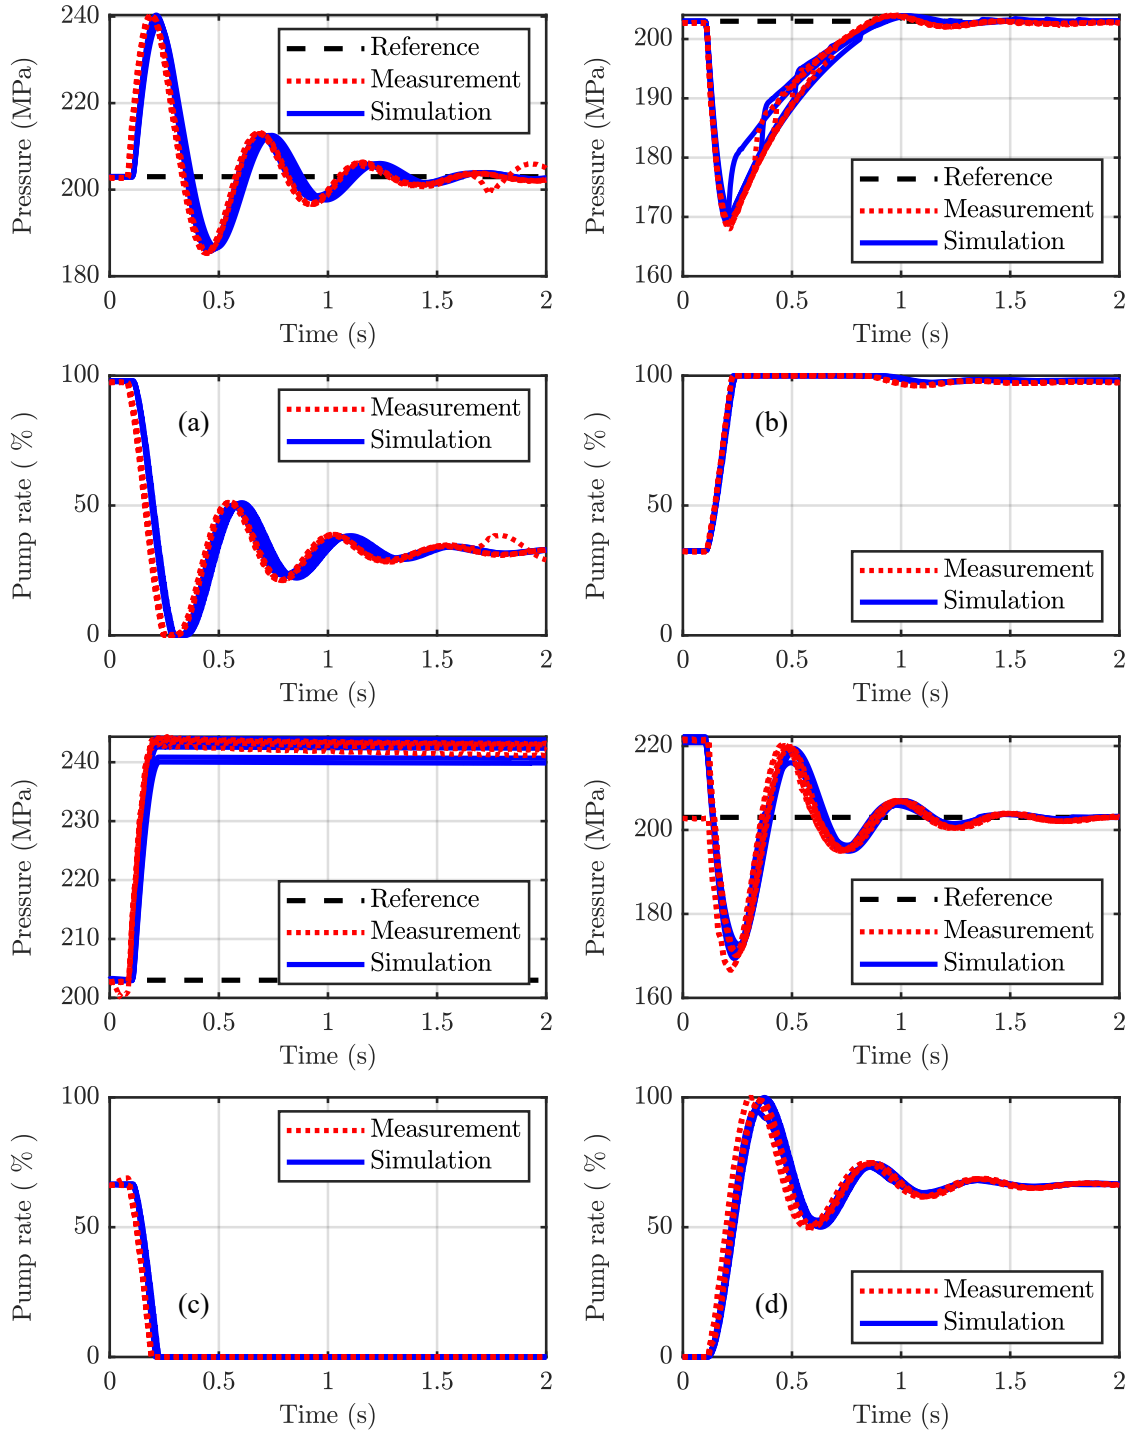 240
220
200
180
Pressure (MPa)
Reference
Measurement
Simulation
0 0.5 1 1.5 2
Time (s)
200
190
180
170
160
Pressure (MPa)
Reference
Measurement
Simulation
0 0.5 1 1.5 2
Time (s)
100
50
0
Pump rate ( % )
(a)
Measurement
Simulation
0 0.5 1 1.5 2
Time (s)
100
50
0
Pump rate ( % )
(b)
Measurement
Simulation
0 0.5 1 1.5 2
Time (s)
240
230
220
210
200
Pressure (MPa)
Reference
Measurement
Simulation
0 0.5 1 1.5 2
Time (s)
220
200
180
160
Pressure (MPa)
Reference
Measurement
Simulation
0 0.5 1 1.5 2
Time (s)
100
50
0
Pump rate ( % )
Measurement
Simulation
(c)
0 0.5 1 1.5 2
Time (s)
100
50
0
Pump rate ( % )
(d)
Measurement
Simulation
0 0.5 1 1.5 2
Time (s)